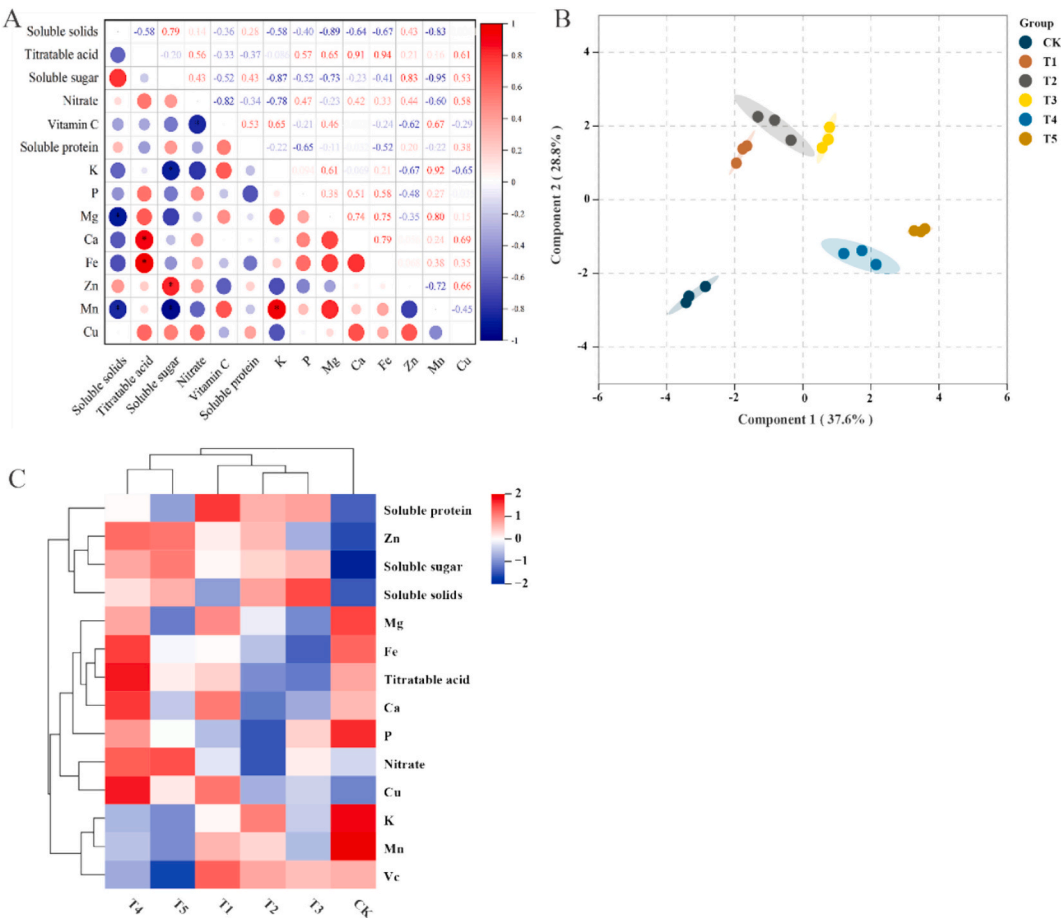 A
Soluble solids -0.58 0.79 0.14 -0.36 0.28 -0.58 -0.40 -0.89 -0.64 -0.67 0.43 -0.83
Titratable acid -0.20 0.56 -0.33 -0.37 0.57 0.65 0.91 0.94 0.21 0.16 0.61
Soluble sugar 0.43 -0.52 0.43 -0.87 -0.52 -0.73 -0.23 -0.41 0.83 -0.95 0.53
Nitrate -0.82 -0.34 -0.78 0.47 -0.23 0.42 0.33 0.44 -0.60 0.58
Vitamin C 0.53 0.65 -0.21 0.46 -0.24 -0.62 0.67 -0.29
Soluble protein -0.22 -0.65 -0.52 0.20 -0.22 0.38
K 0.61 0.21 -0.67 0.92 -0.65
P 0.38 0.51 0.58 -0.48 0.27
Mg 0.74 0.75 -0.35 0.80 0.15
Ca 0.79 0.24 0.69
Fe 0.38 0.35
Zn -0.72 0.66
Mn -0.45
Cu
Soluble solids Titratable acid Soluble sugar Nitrate Vitamin C Soluble protein K P Mg Ca Fe Zn Mn Cu
1
0.8
0.6
0.4
0.2
0
-0.2
-0.4
-0.6
-0.8
-1
B
Component 2 ( 28.8% )
4
2
0
-2
-4
-6 -4 -2 0 2 4 6
Component 1 ( 37.6% )
Group
CK
T1
T2
T3
T4
T5
C
Soluble protein
Zn
Soluble sugar
Soluble solids
Mg
Fe
Titratable acid
Ca
P
Nitrate
Cu
K
Mn
Vc
T4 T5 T1 T2 T3 CK
2
1
0
−1
−2